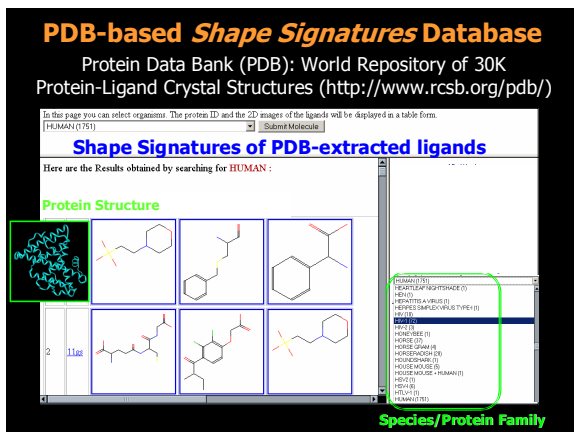 PDB-based Shape Signatures Database
Protein Data Bank (PDB): World Repository of 30K
Protein-Ligand Crystal Structures (http://www.rcsb.org/pdb/)
In this page you can select organisms. The protein ID and the 2D images of the ligands will be displayed in a table form.
HUMAN (1751)
Submit Molecule
Shape Signatures of PDB-extracted ligands
Here are the Results obtained by searching for HUMAN :
Protein Structure
2
HUMAN (1751)
HEARTLEAF NIGHTSHADE (1)
HEN (1)
HEPATITIS A VIRUS (1)
HERPES SIMPLEX VIRUS TYPE-I (1)
HIV (18)
HIV-1 (72)
HIV-2 (3)
HONEYBEE (1)
HORSE (37)
HORSE GRAM (4)
HORSERADISH (28)
HOUNDSHARK (1)
HOUSE MOUSE (5)
HOUSE MOUSE + HUMAN (1)
HSV2 (1)
HSV-I (6)
HTLV-1 (1)
HUMAN (1751)
Species/Protein Family